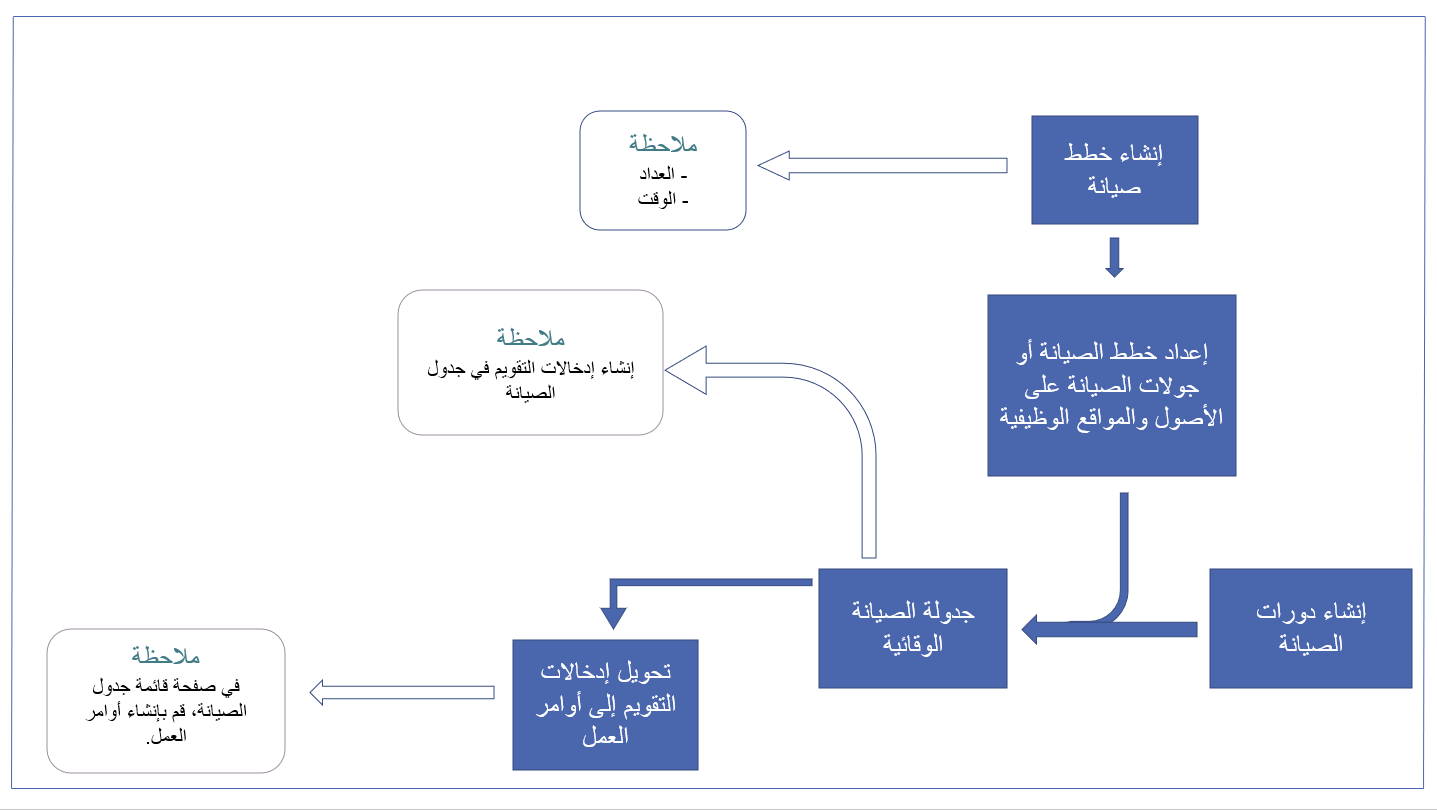 إنشاء خطط
صيانة
ملاحظة
- العداد
- الوقت
إعداد خطط الصيانة أو
جولات الصيانة على
الأصول والمواقع الوظيفية
ملاحظة
إنشاء إدخالات التقويم في جدول
الصيانة
إنشاء دورات
الصيانة
جدولة الصيانة
الوقائية
تحويل إدخالات
التقويم إلى أوامر
العمل
ملاحظة
في صفحة قائمة جدول
الصيانة، قم بإنشاء أوامر
العمل.